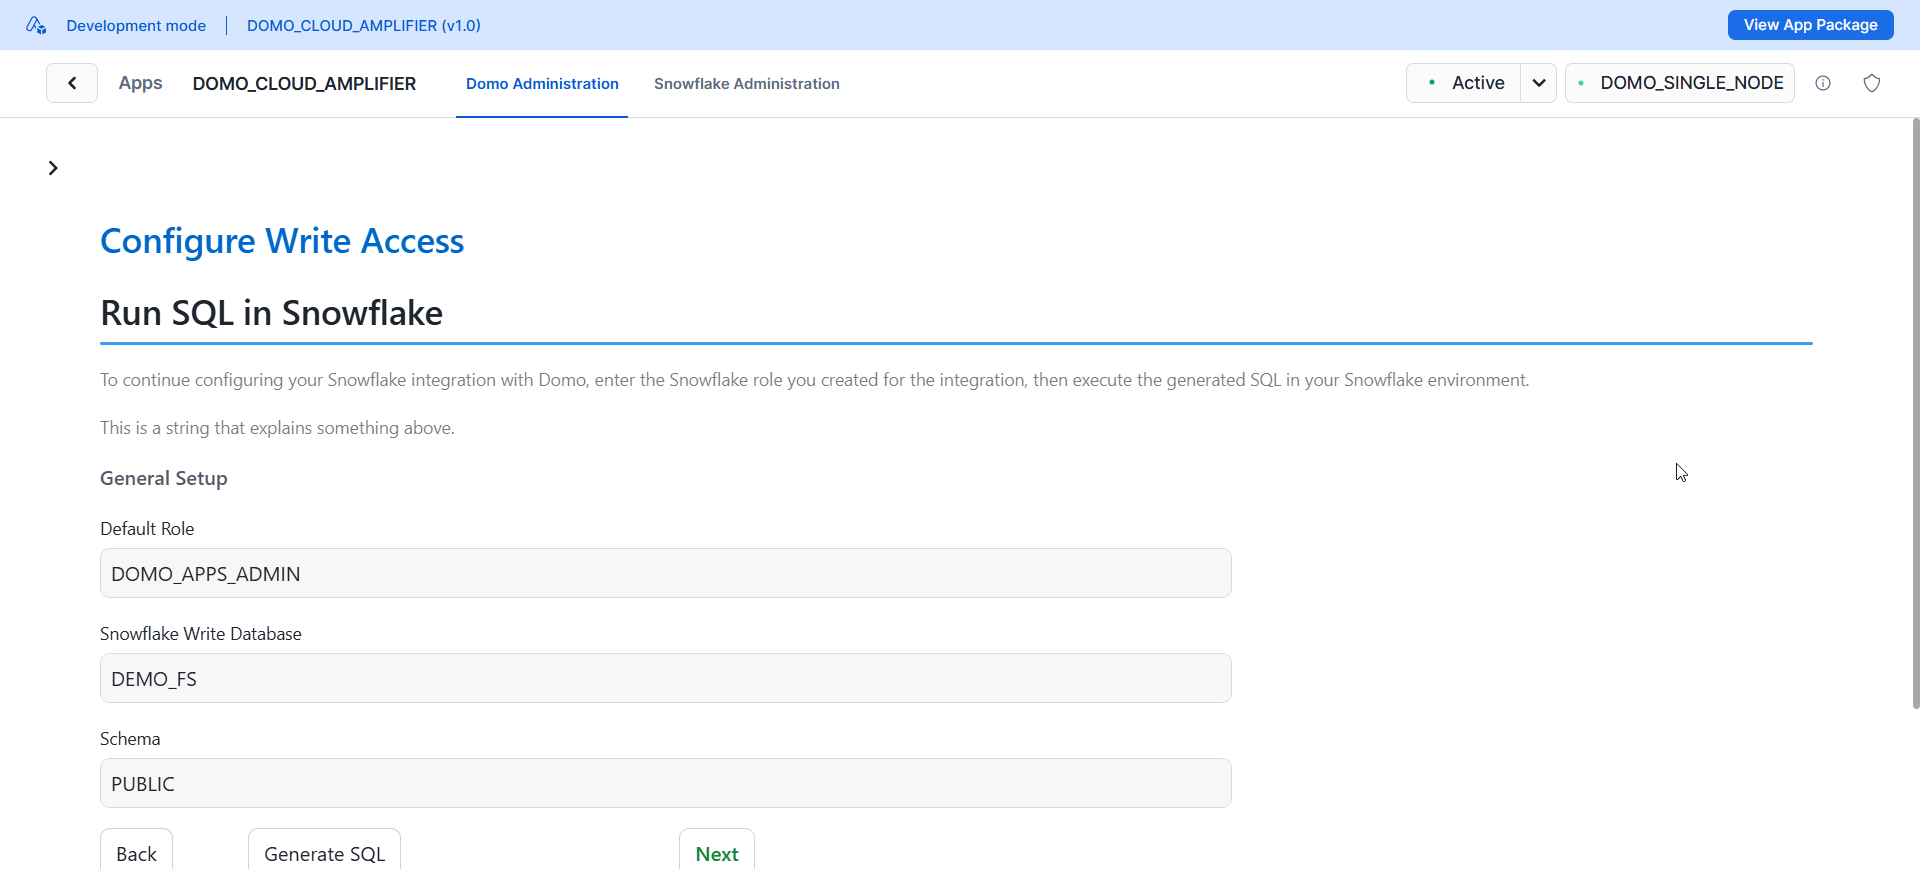 Development mode
DOMO_CLOUD_AMPLIFIER (v1.0)
View App Package
Apps
DOMO_CLOUD_AMPLIFIER
Domo Administration
Snowflake Administration
Active
DOMO_SINGLE_NODE
Configure Write Access
Run SQL in Snowflake
To continue configuring your Snowflake integration with Domo, enter the Snowflake role you created for the integration, then execute the generated SQL in your Snowflake environment.
This is a string that explains something above.
General Setup
Default Role
DOMO_APPS_ADMIN
Snowflake Write Database
DEMO_FS
Schema
PUBLIC
Back
Generate SQL
Next